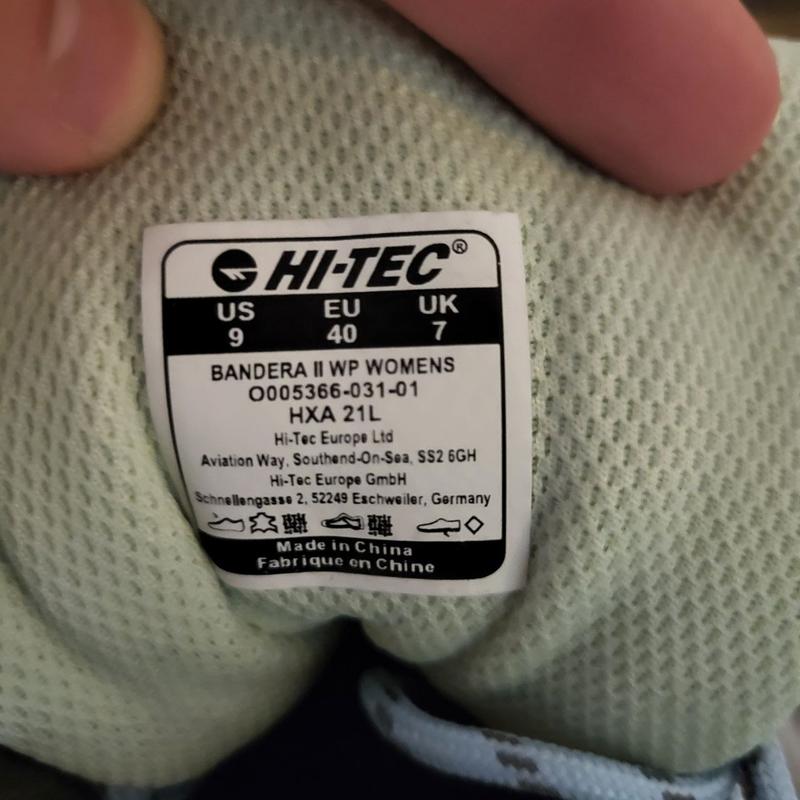 HI-TEC®
US EU UK
9 40 7
BANDERA II WP WOMENS
O005366-031-01
HXA 21L
Hi-Tec Europe Ltd
Aviation Way, Southend-On-Sea, SS2 6GH
Hi-Tec Europe GmbH
Schnellengasse 2, 52249 Eschweiler, Germany
Made in China
Fabrique en Chine